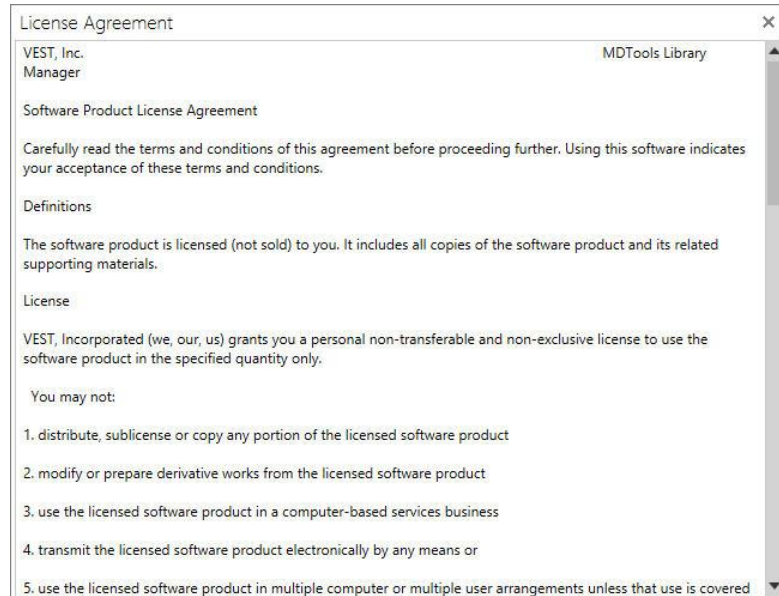 License Agreement
VEST, Inc. MDTools Library
Manager
Software Product License Agreement
Carefully read the terms and conditions of this agreement before proceeding further. Using this software indicates
your acceptance of these terms and conditions.
Definitions
The software product is licensed (not sold) to you. It includes all copies of the software product and its related
supporting materials.
License
VEST, Incorporated (we, our, us) grants you a personal non-transferable and non-exclusive license to use the
software product in the specified quantity only.
You may not:
1. distribute, sublicense or copy any portion of the licensed software product
2. modify or prepare derivative works from the licensed software product
3. use the licensed software product in a computer-based services business
4. transmit the licensed software product electronically by any means or
5. use the licensed software product in multiple computer or multiple user arrangements unless that use is covered